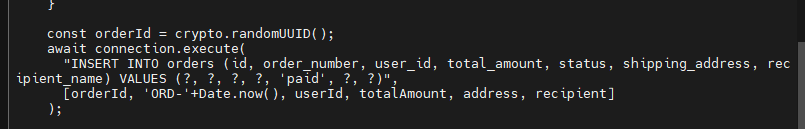 }
const orderId = crypto.randomUUID();
await connection.execute(
"INSERT INTO orders (id, order_number, user_id, total_amount, status, shipping_address, rec
ipient_name) VALUES (?, ?, ?, ?, 'paid', ?, ?)",
[orderId, 'ORD-'+Date.now(), userId, totalAmount, address, recipient]
);